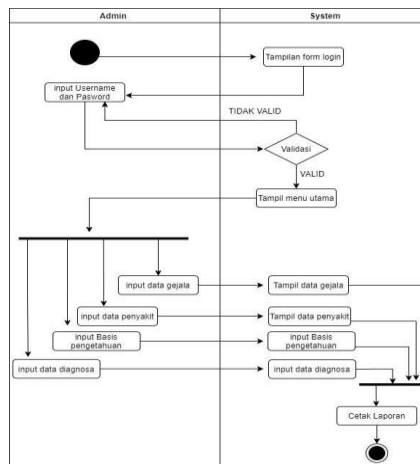 Admin
System
Tampilan form login
input Username
dan Pasword
TIDAK VALID
Validasi
VALID
Tampil menu utama
input data gejala
Tampil data gejala
input data penyakit
Tampil data penyakit
input Basis
pengetahuan
input Basis
pengetahuan
input data diagnosa
input data diagnosa
Cetak Laporan